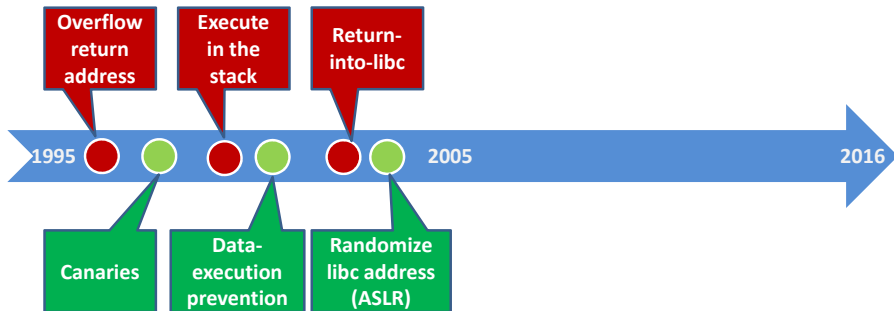 Overflow
return
address
Execute
in the
stack
Return-
into-libc
1995
2005
2016
Canaries
Data-
execution
prevention
Randomize
libc address
(ASLR)